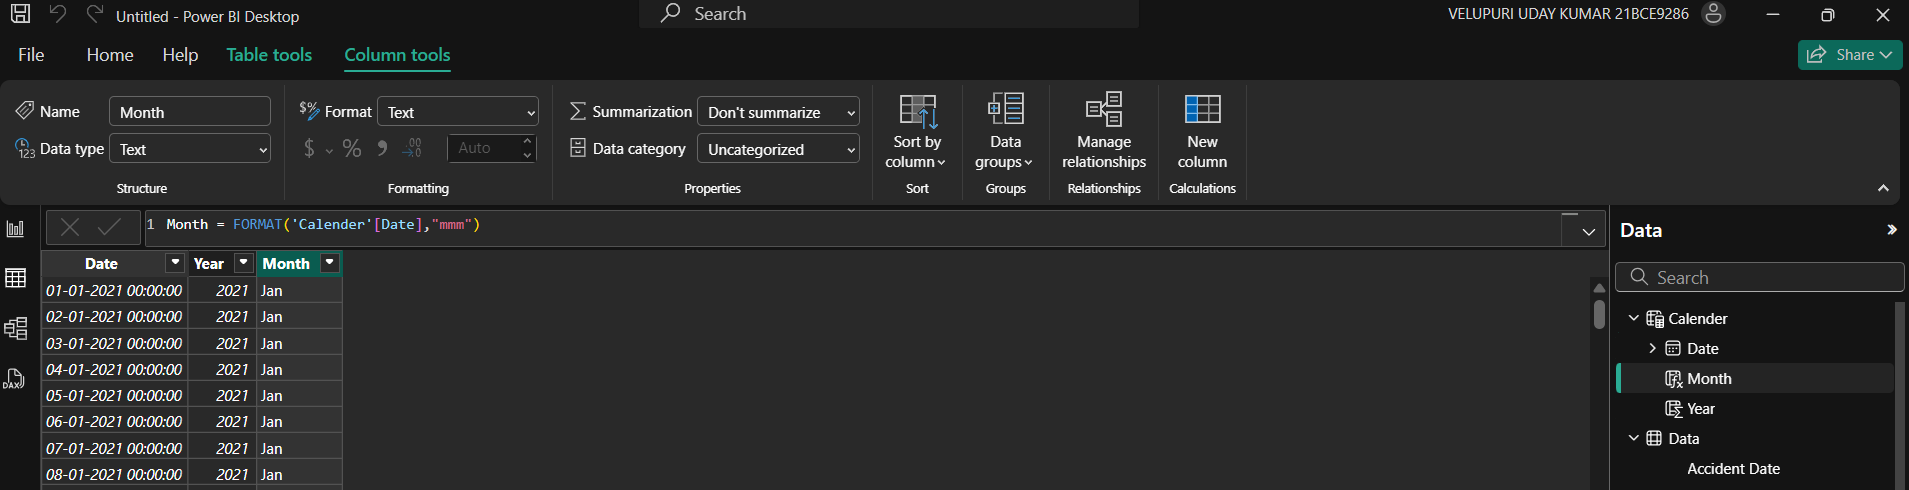 Untitled - Power BI Desktop
Search
VELUPURI UDAY KUMAR 21BCE9286
File Home Help Table tools Column tools
Share
Name Month
Format Text
Summarization Don't summarize
Data type Text
$ % Auto
Data category Uncategorized
Sort by column
Data groups
Manage relationships
New column
Structure Formatting Properties Sort Groups Relationships Calculations
1 Month = FORMAT('Calender'[Date],"mmm")
Date Year Month
01-01-2021 00:00:00 2021 Jan
02-01-2021 00:00:00 2021 Jan
03-01-2021 00:00:00 2021 Jan
04-01-2021 00:00:00 2021 Jan
05-01-2021 00:00:00 2021 Jan
06-01-2021 00:00:00 2021 Jan
07-01-2021 00:00:00 2021 Jan
08-01-2021 00:00:00 2021 Jan
DAX
Data
Search
Calender
Date
Month
Year
Data
Accident Date